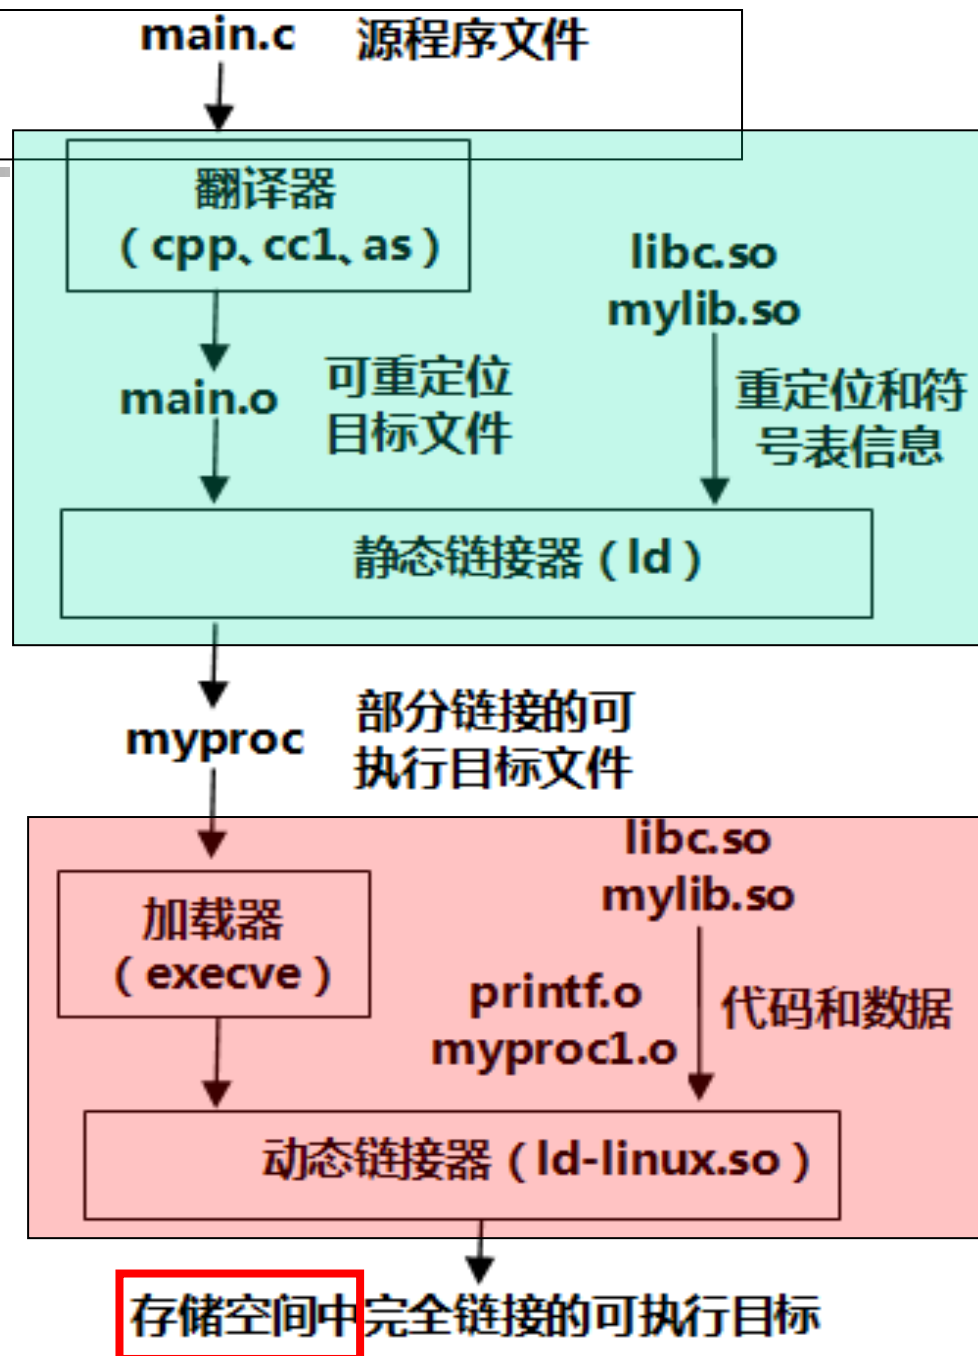 main.c 源程序文件
翻译器
（cpp、cc1、as）
libc.so
mylib.so
main.o
可重定位
目标文件
重定位和符
号表信息
静态链接器（ld）
myproc
部分链接的可
执行目标文件
libc.so
mylib.so
加载器
（execve）
printf.o
myproc1.o
代码和数据
动态链接器（ld-linux.so）
存储空间中完全链接的可执行目标